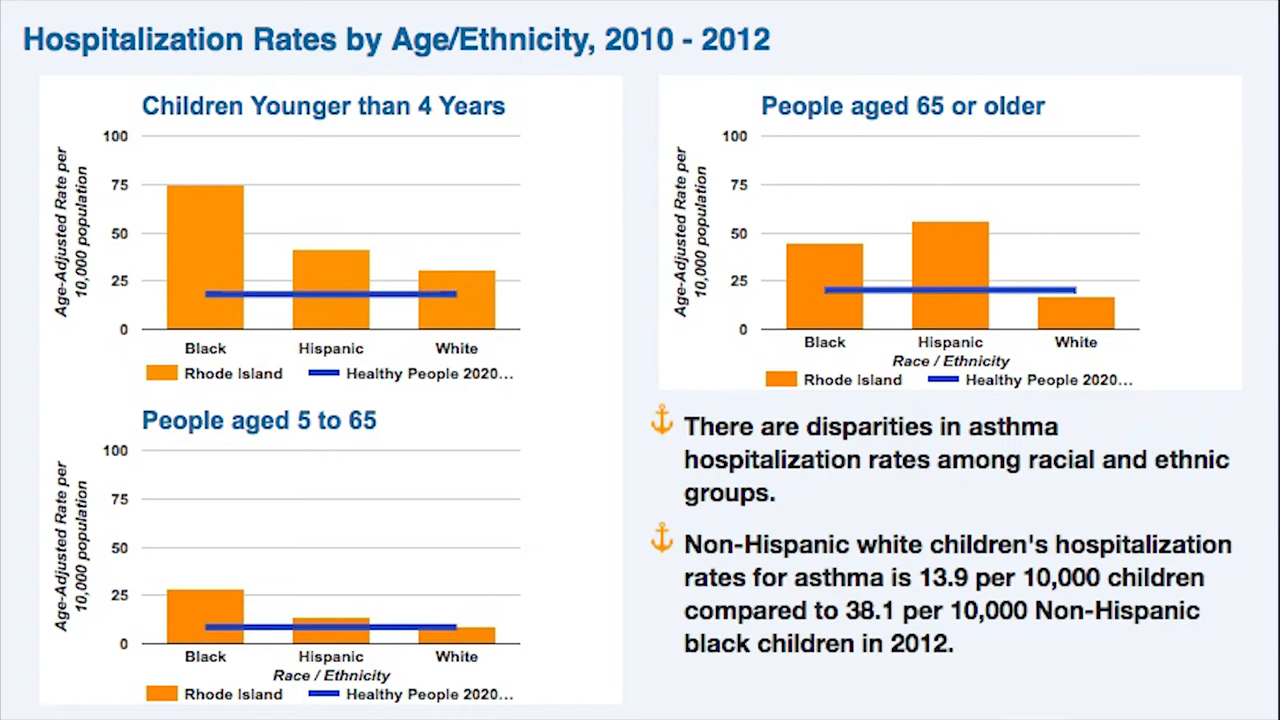 Hospitalization Rates by Age/Ethnicity, 2010 - 2012
Children Younger than 4 Years
Age-Adjusted Rate per
10,000 population
100
75
50
25
0
Black Hispanic White
Rhode Island Healthy People 2020...
People aged 5 to 65
Age-Adjusted Rate per
10,000 population
100
75
50
25
0
Black Hispanic White
Race / Ethnicity
Rhode Island Healthy People 2020...
People aged 65 or older
Age-Adjusted Rate per
10,000 population
100
75
50
25
0
Black Hispanic White
Race / Ethnicity
Rhode Island Healthy People 2020...
There are disparities in asthma
hospitalization rates among racial and ethnic
groups.
Non-Hispanic white children's hospitalization
rates for asthma is 13.9 per 10,000 children
compared to 38.1 per 10,000 Non-Hispanic
black children in 2012.